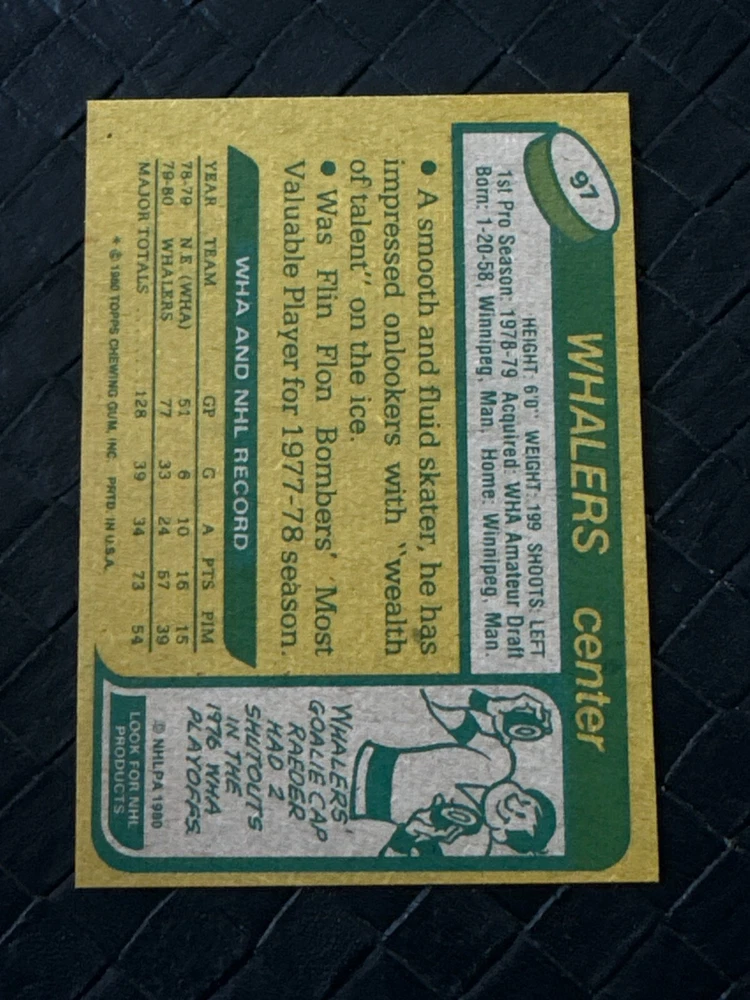 97
WHALERS center
HEIGHT: 6'0" WEIGHT: 199 SHOOTS: LEFT
1st Pro Season: 1978-79 Acquired: WHA Amateur Draft
Born: 1-20-58, Winnipeg, Man. Home: Winnipeg, Man.
● A smooth and fluid skater, he has
impressed onlookers with "wealth
of talent" on the ice.
● Was Flin Flon Bombers' Most
Valuable Player for 1977-78 season.
WHA AND NHL RECORD
YEAR TEAM GP G A PTS PIM
78-79 N E (WHA) 51 6 10 16 15
79-80 WHALERS 77 33 24 57 39
MAJOR TOTALS 128 39 34 73 54
* © 1980 TOPPS CHEWING GUM, INC. PRTD. IN U.S.A.
WHALERS'
GOALIE CAP
RAEDER
HAD 2
SHUTOUTS
IN THE
1976 WHA
PLAYOFFS.
© NHLPA 1980
LOOK FOR NHL
PRODUCTS